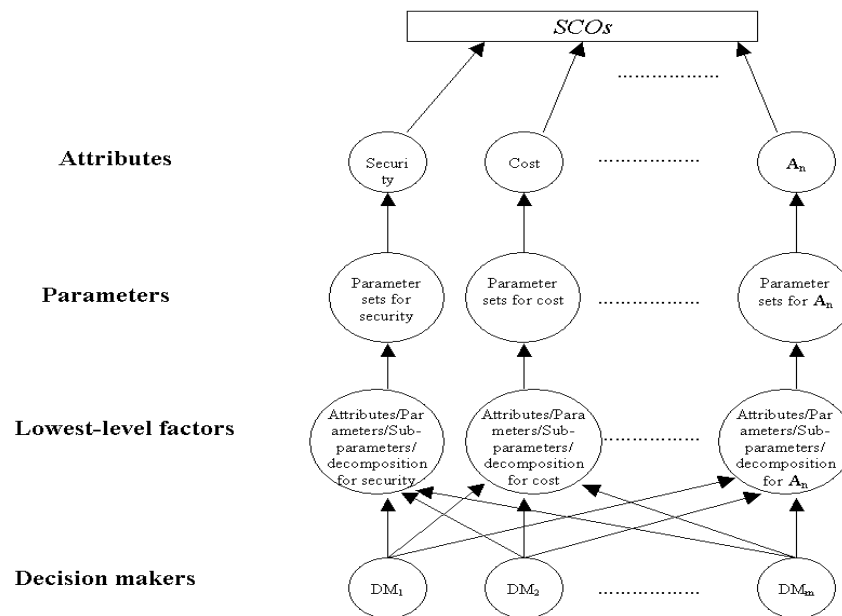 SCOs
..................
Attributes
Securi
ty
Cost
..................
An
Parameters
Parameter
sets for
security
Parameter
sets for cost
..................
Parameter
sets for An
Lowest-level factors
Attributes/Par
ameters/Sub-
parameters/
decomposition
for security
Attributes/Para
meters/Sub-
parameters/
decomposition
for cost
..................
Attributes/Par
ameters/Sub-
parameters/
decomposition
for An
Decision makers
DM1
DM2
..................
DMm